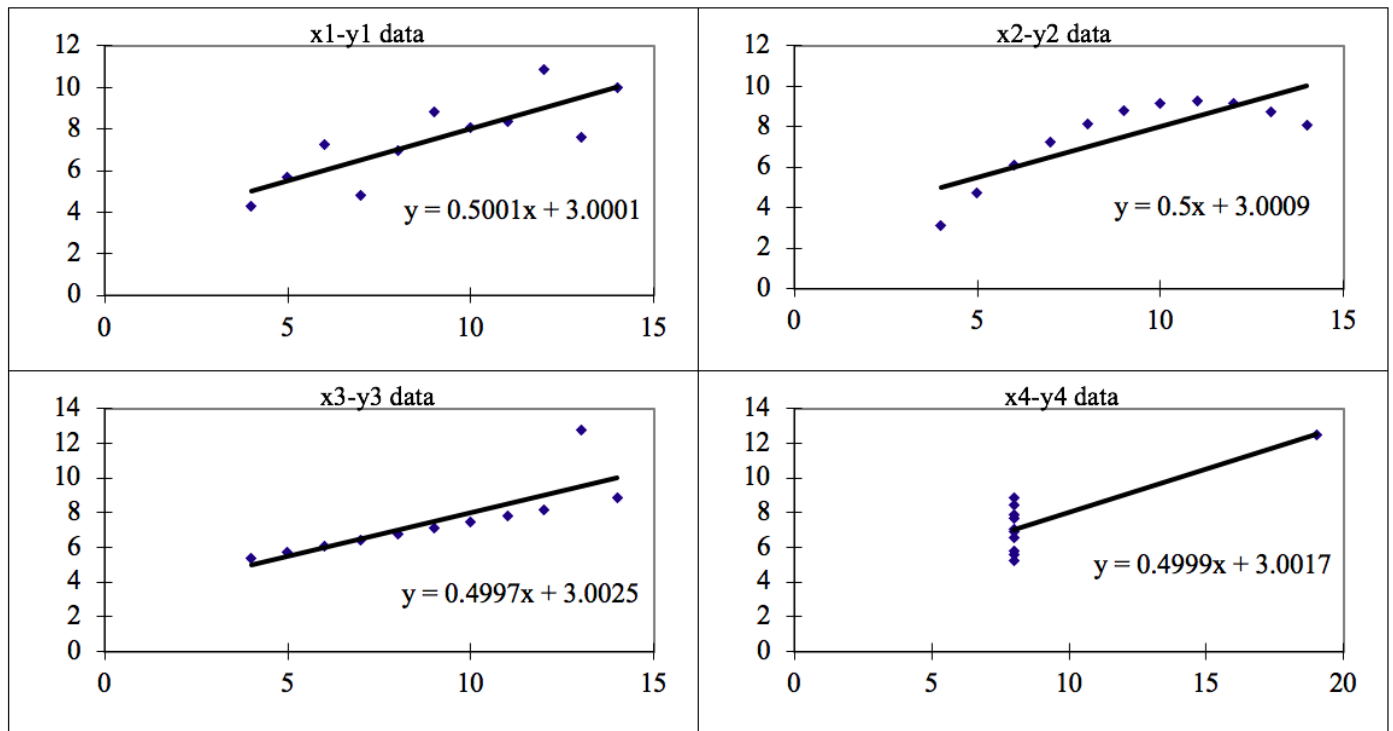 x1-y1 data
12
10
8
6
4
2
0
y = 0.5001x + 3.0001
0 5 10 15
x2-y2 data
12
10
8
6
4
2
0
y = 0.5x + 3.0009
0 5 10 15
x3-y3 data
14
12
10
8
6
4
2
0
y = 0.4997x + 3.0025
0 5 10 15
x4-y4 data
14
12
10
8
6
4
2
0
y = 0.4999x + 3.0017
0 5 10 15 20